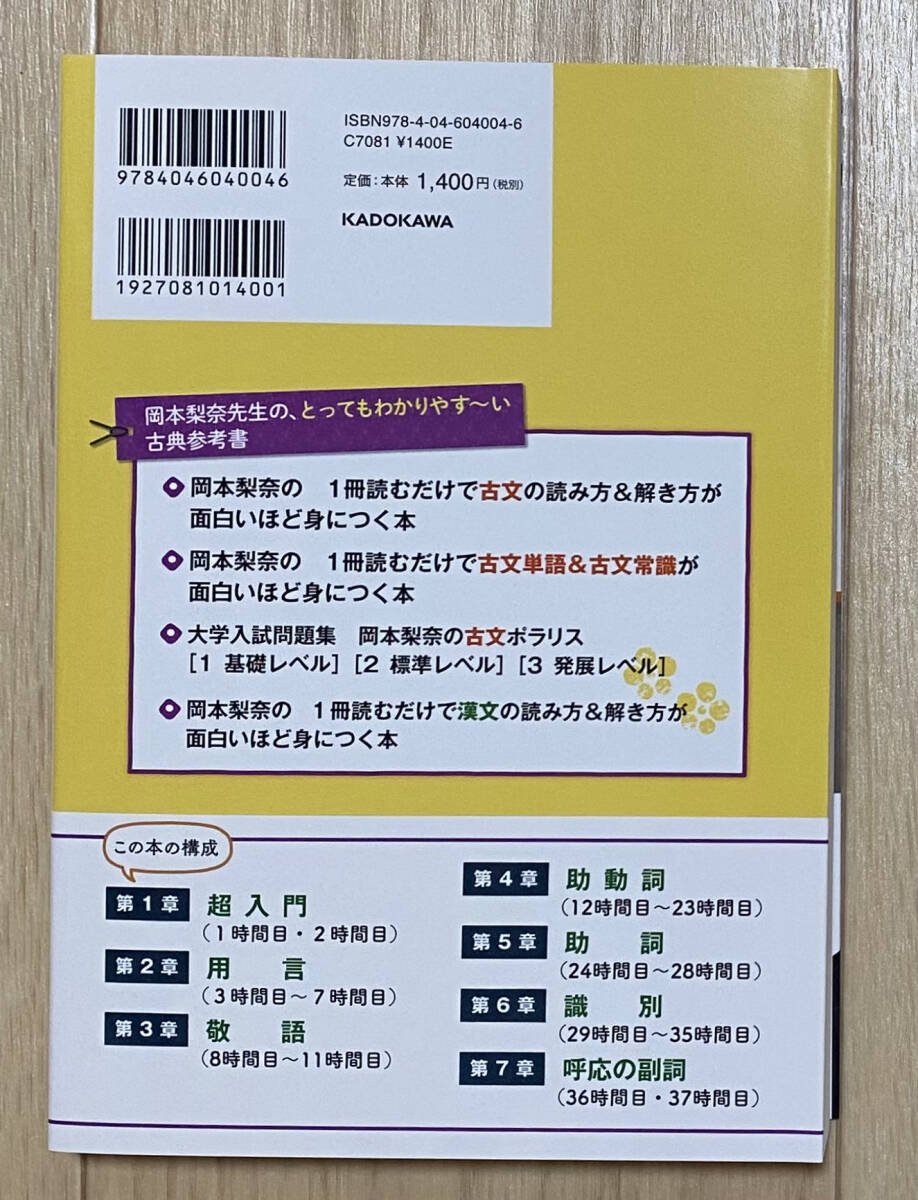 ISBN978-4-04-604004-6
C7081 ¥1400E
定価:本体 1,400円(税別)
KADOKAWA
9784046040046
1927081014001
岡本梨奈先生の、とってもわかりやす～い
古典参考書
岡本梨奈の 1冊読むだけで古文の読み方&解き方が
面白いほど身につく本
岡本梨奈の 1冊読むだけで古文単語&古文常識が
面白いほど身につく本
大学入試問題集 岡本梨奈の古文ポラリス
[1 基礎レベル] [2 標準レベル] [3 発展レベル]
岡本梨奈の 1冊読むだけで漢文の読み方&解き方が
面白いほど身につく本
この本の構成
第1章 超入門
(1時間目・2時間目)
第2章 用言
(3時間目～7時間目)
第3章 敬語
(8時間目～11時間目)
第4章 助動詞
(12時間目～23時間目)
第5章 助詞
(24時間目～28時間目)
第6章 識別
(29時間目～35時間目)
第7章 呼応の副詞
(36時間目・37時間目)